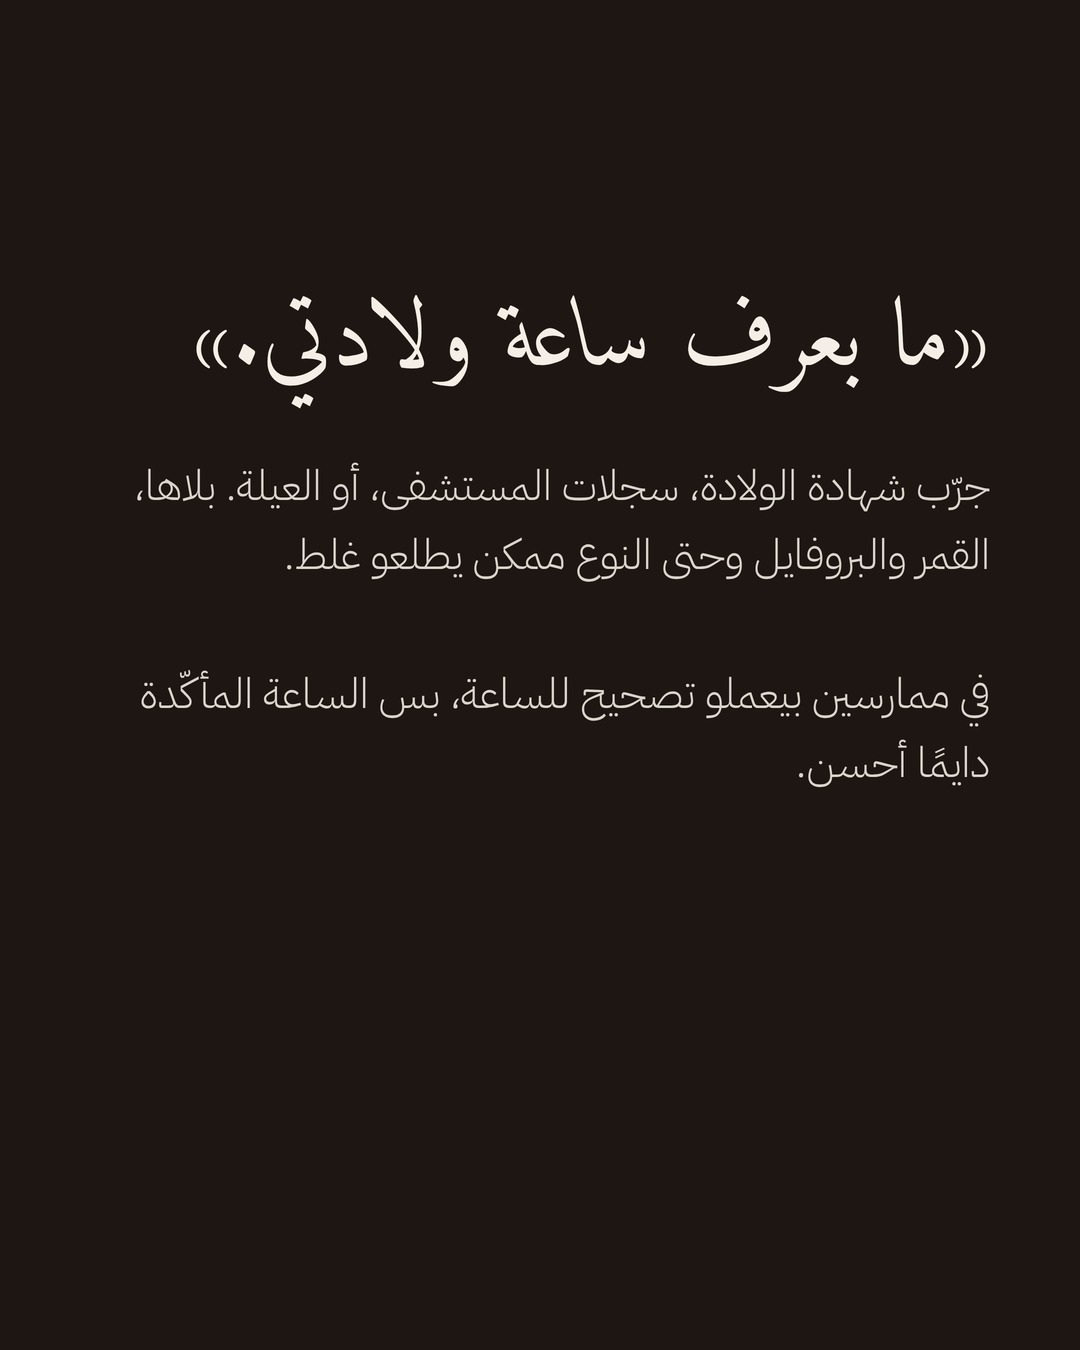 «ما بعرف ساعة ولادتي.»
جرّب شهادة الولادة، سجلات المستشفى، أو العيلة. بلاها،
القمر والبروفايل وحتى النوع ممكن يطلعو غلط.
في ممارسين بيعملو تصحيح للساعة، بس الساعة المأكّدة
دايمًا أحسن.